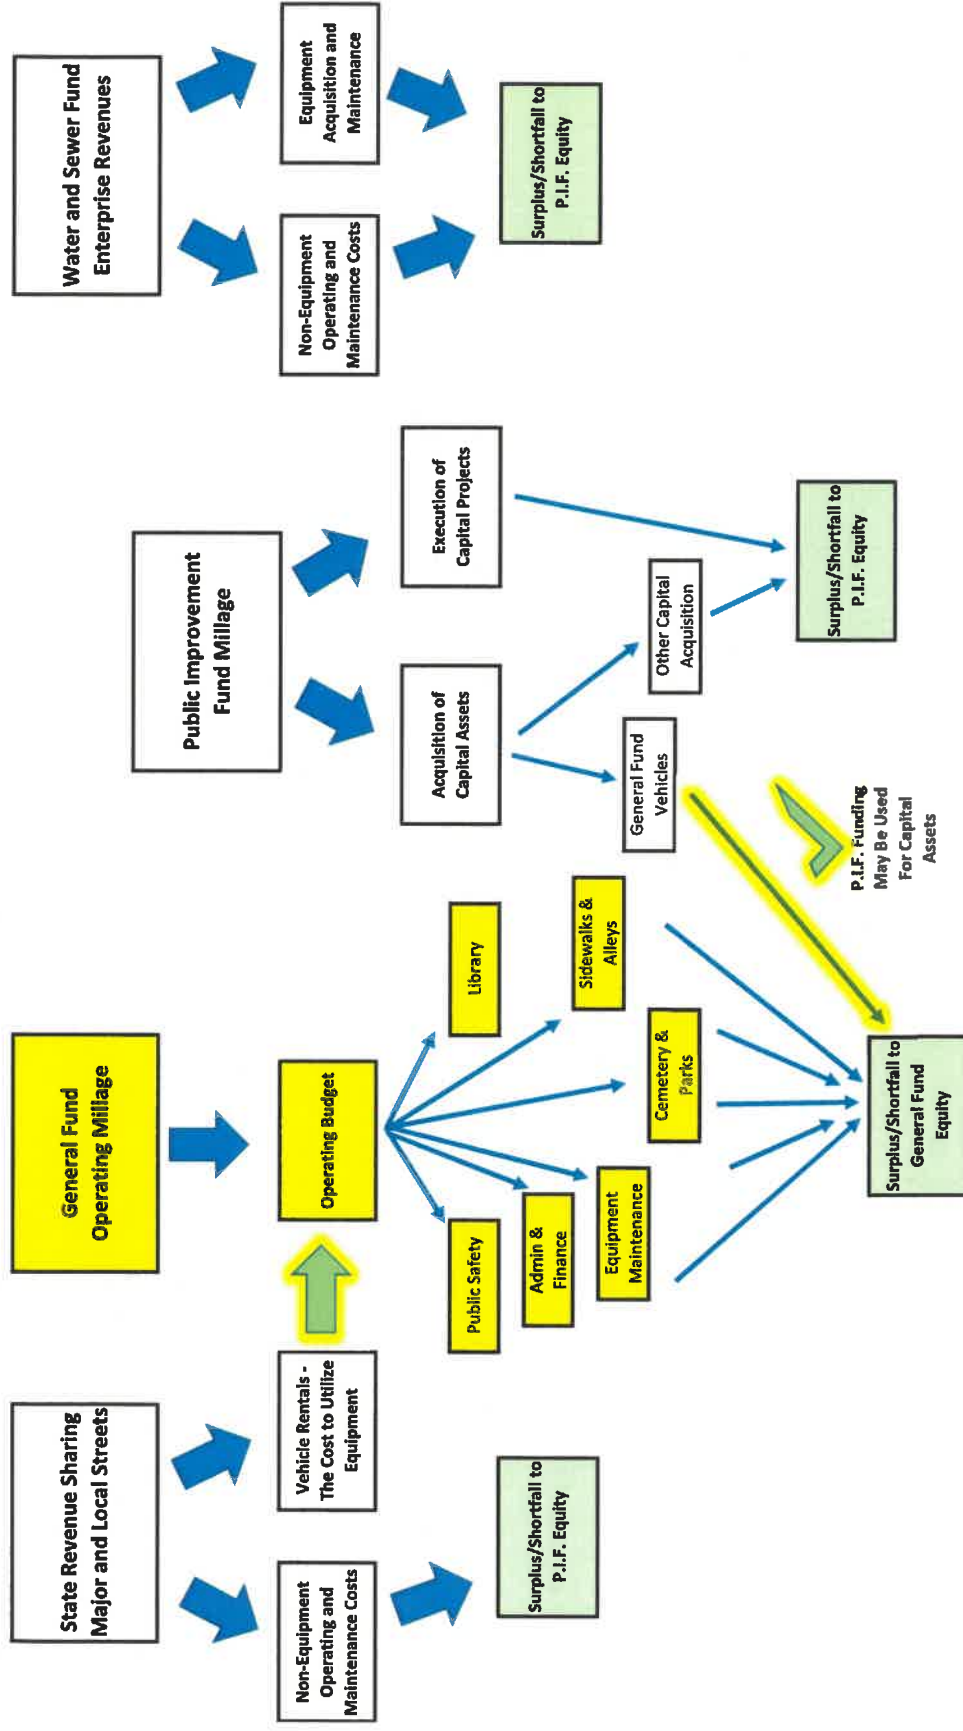 State Revenue Sharing
Major and Local Streets
Non-Equipment
Operating and
Maintenance Costs
Vehicle Rentals -
The Cost to Utilize
Equipment
Surplus/Shortfall to
P.I.F. Equity
General Fund
Operating Millage
Operating Budget
Public Safety
Admin &
Finance
Equipment
Maintenance
Cemetery &
Parks
Sidewalks &
Alleys
Library
Surplus/Shortfall to
General Fund
Equity
Public Improvement
Fund Millage
Acquisition of
Capital Assets
Execution of
Capital Projects
General Fund
Vehicles
Other Capital
Acquisition
P.I.F. Funding
May Be Used
For Capital
Assets
Surplus/Shortfall to
P.I.F. Equity
Water and Sewer Fund
Enterprise Revenues
Non-Equipment
Operating and
Maintenance Costs
Equipment
Acquisition and
Maintenance
Surplus/Shortfall to
P.I.F. Equity